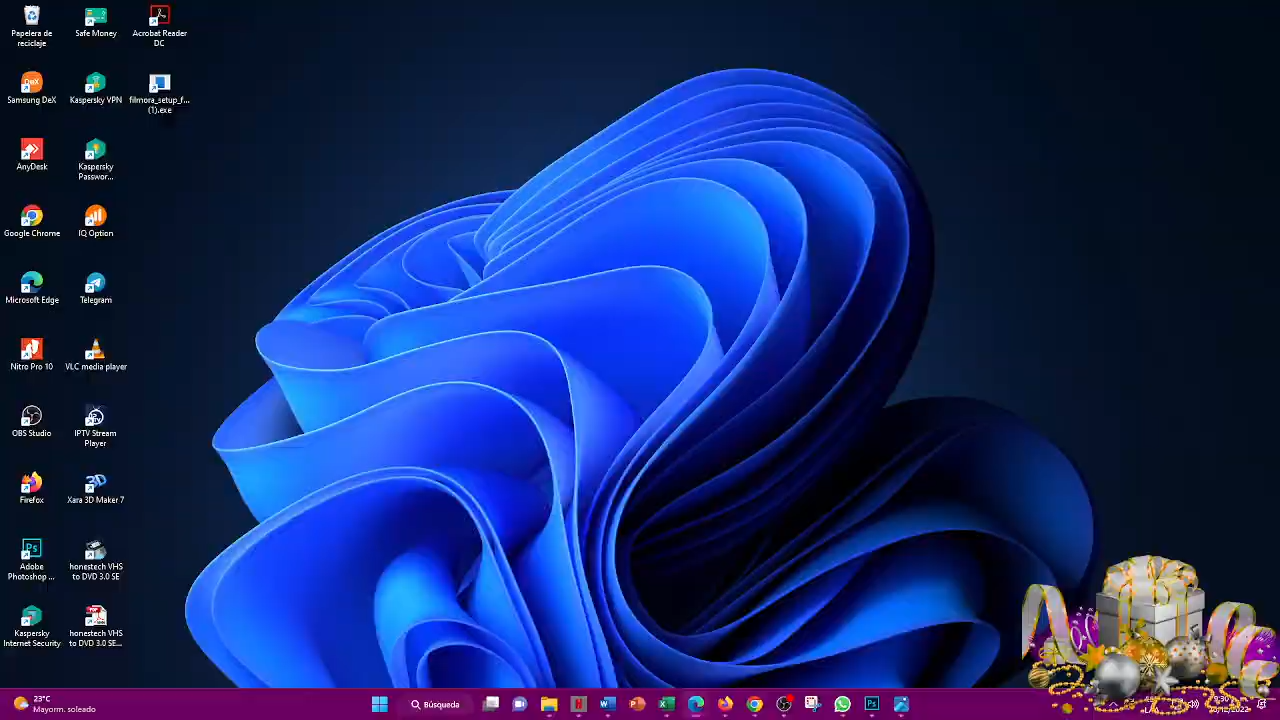 Papelera de
reciclaje
Safe Money
Acrobat Reader
DC
Samsung DeX
Kaspersky VPN
filmora_setup_f...
(1).exe
AnyDesk
Kaspersky
Passwor...
Google Chrome
IQ Option
Microsoft Edge
Telegram
Nitro Pro 10
VLC media player
OBS Studio
IPTV Stream
Player
Firefox
Xara 3D Maker 7
Adobe
Photoshop ...
honestech VHS
to DVD 3.0 SE
Kaspersky
Internet Security
honestech VHS
to DVD 3.0 SE...
23°C
Mayorm. soleado
Búsqueda